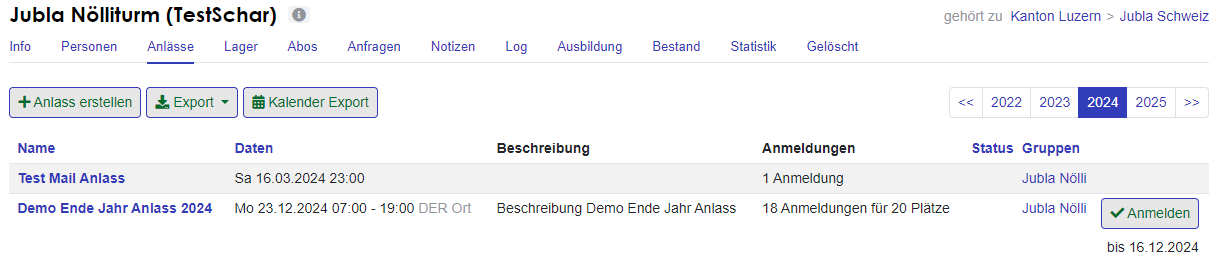 Jubla Nölliturm (TestSchar)
gehört zu Kanton Luzern > Jubla Schweiz
Info Personen Anlässe Lager Abos Anfragen Notizen Log Ausbildung Bestand Statistik Gelöscht
Anlass erstellen Export Kalender Export << 2022 2023 2024 2025 >>
Name Daten Beschreibung Anmeldungen Status Gruppen
Test Mail Anlass Sa 16.03.2024 23:00 1 Anmeldung Jubla Nölli
Demo Ende Jahr Anlass 2024 Mo 23.12.2024 07:00 - 19:00 DER Ort Beschreibung Demo Ende Jahr Anlass 18 Anmeldungen für 20 Plätze Jubla Nölli Anmelden
bis 16.12.2024